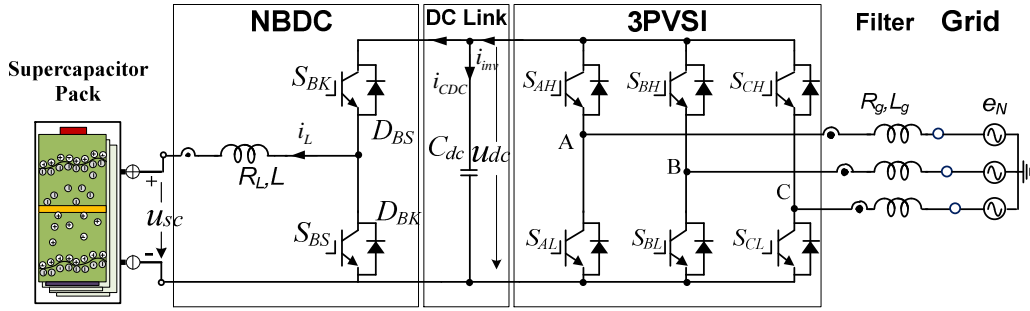 NBDC
DC Link
3PVSI
Filter
Grid
Supercapacitor
Pack
S_BK
D_BS
i_L
R_L,L
S_BS
D_BK
u_sc
+
-
i_CDC
i_inv
C_dc
u_dc
S_AH
S_BH
S_CH
A
B
C
S_AL
S_BL
S_CL
R_g,L_g
e_N